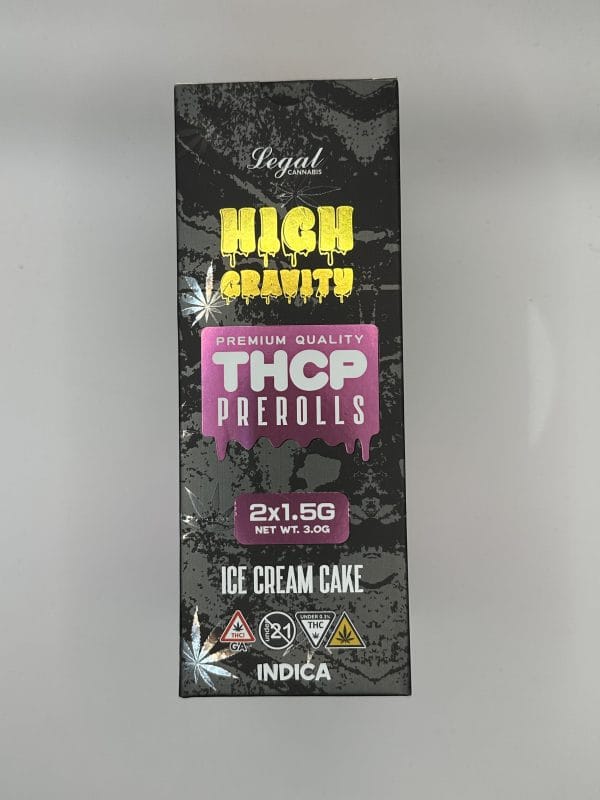 Legal
CANNABIS
HIGH
GRAVITY
PREMIUM QUALITY
THCP
PREROLLS
2x1.5G
NET WT. 3.0G
ICE CREAM CAKE
THC!
GA
under 21
UNDER 0.3%
THC
INDICA